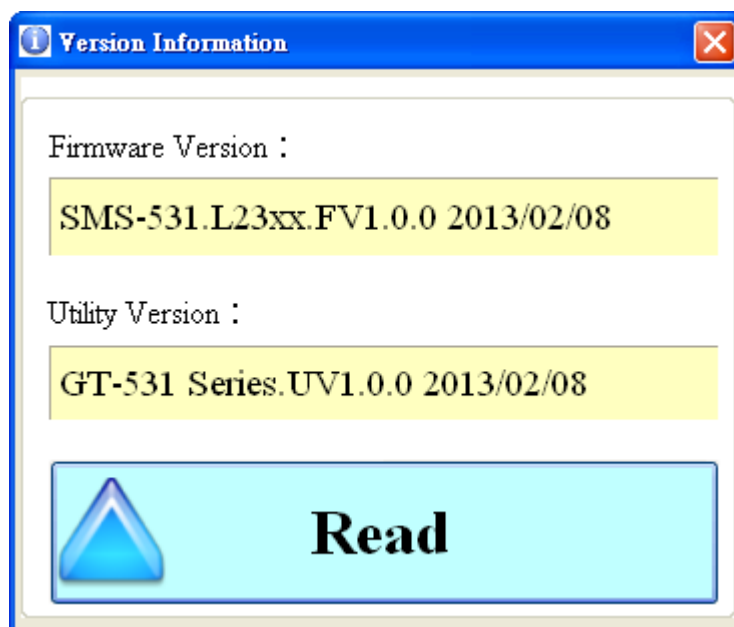 Version Information
Firmware Version：
SMS-531.L23xx.FV1.0.0 2013/02/08
Utility Version：
GT-531 Series.UV1.0.0 2013/02/08
Read